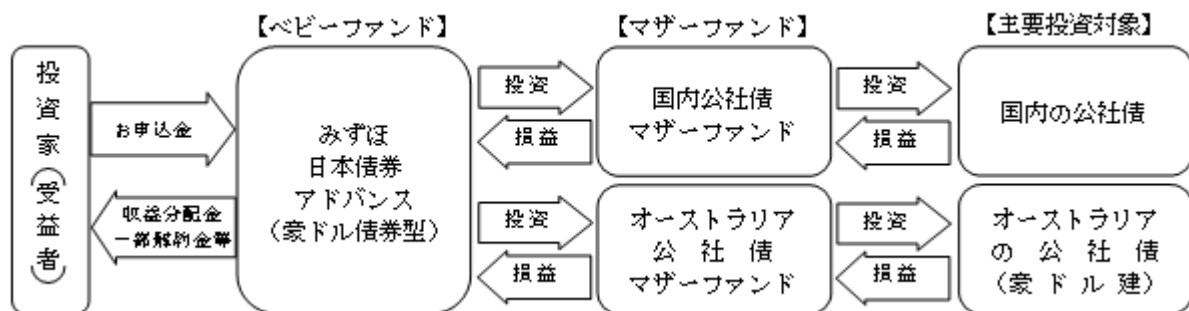 【ベビーファンド】
【マザーファンド】
【主要投資対象】
投資家(受益者)
お申込金
収益分配金
一部解約金等
みずほ
日本債券
アドバンス
(豪ドル債券型)
投資
損益
国内公社債
マザーファンド
投資
損益
国内の公社債
投資
損益
オーストラリア
公社債
マザーファンド
投資
損益
オーストラリア
の公社債
(豪ドル建)